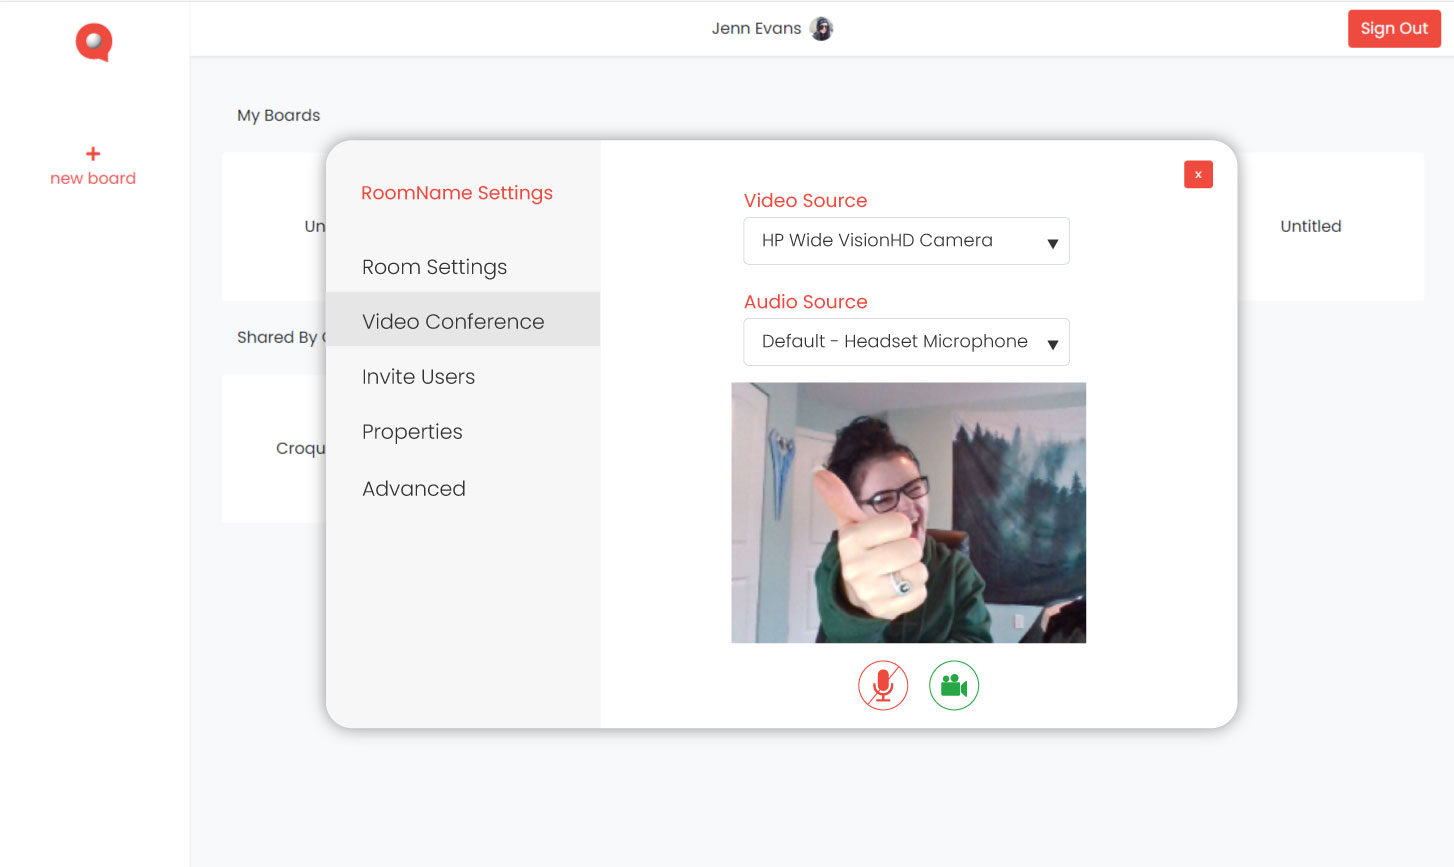 Jenn Evans
Sign Out
new board
My Boards
Un
Untitled
Shared By
Croqu
RoomName Settings
Room Settings
Video Conference
Invite Users
Properties
Advanced
x
Video Source
HP Wide VisionHD Camera
Audio Source
Default - Headset Microphone